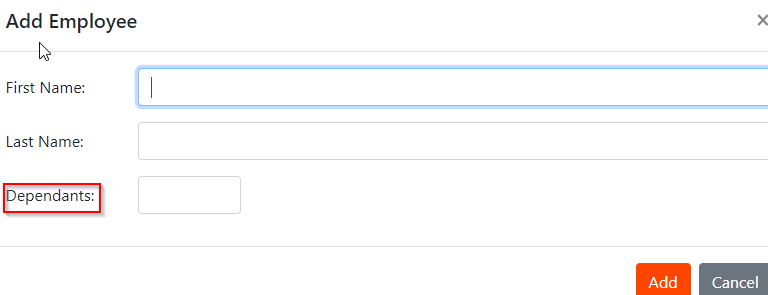 Add Employee
×
First Name:
Last Name:
Dependants:
Add Cancel